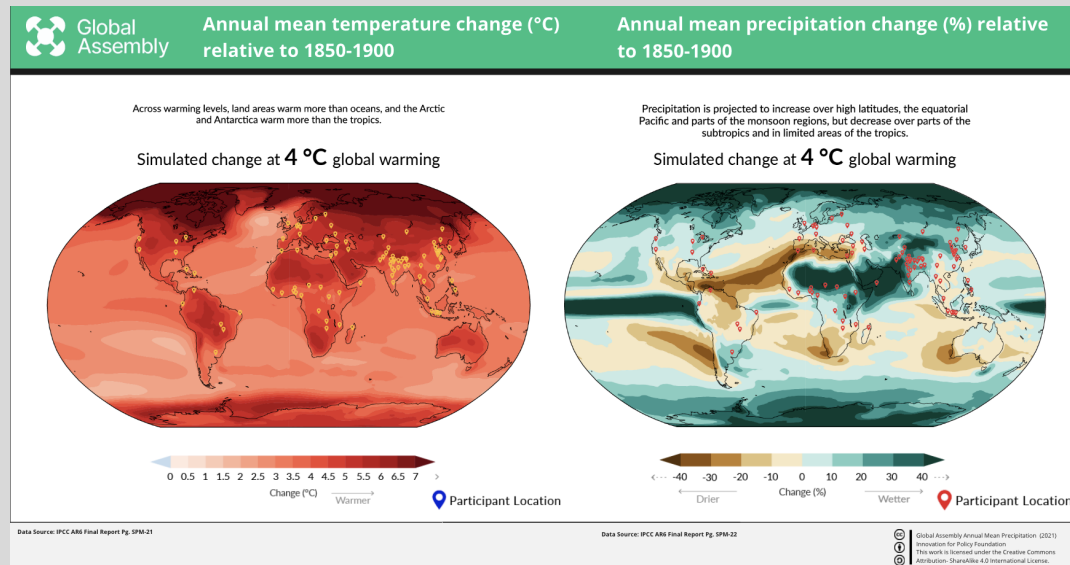 Global
Assembly
Annual mean temperature change (°C)
relative to 1850-1900
Annual mean precipitation change (%) relative
to 1850-1900
Across warming levels, land areas warm more than oceans, and the Arctic
and Antarctica warm more than the tropics.
Simulated change at 4 °C global warming
Precipitation is projected to increase over high latitudes, the equatorial
Pacific and parts of the monsoon regions, but decrease over parts of the
subtropics and in limited areas of the tropics.
Simulated change at 4 °C global warming
0 0.5 1 1.5 2 2.5 3 3.5 4 4.5 5 5.5 6 6.5 7
Change (°C)
Warmer
Participant Location
-40 -30 -20 -10 0 10 20 30 40
Drier
Change (%)
Wetter
Participant Location
Data Source: IPCC AR6 Final Report Pg. SPM-21
Data Source: IPCC AR6 Final Report Pg. SPM-22
Global Assembly Annual Mean Precipitation (2021)
Innovation for Policy Foundation
This work is licensed under the Creative Commons
Attribution- ShareAlike 4.0 International License.